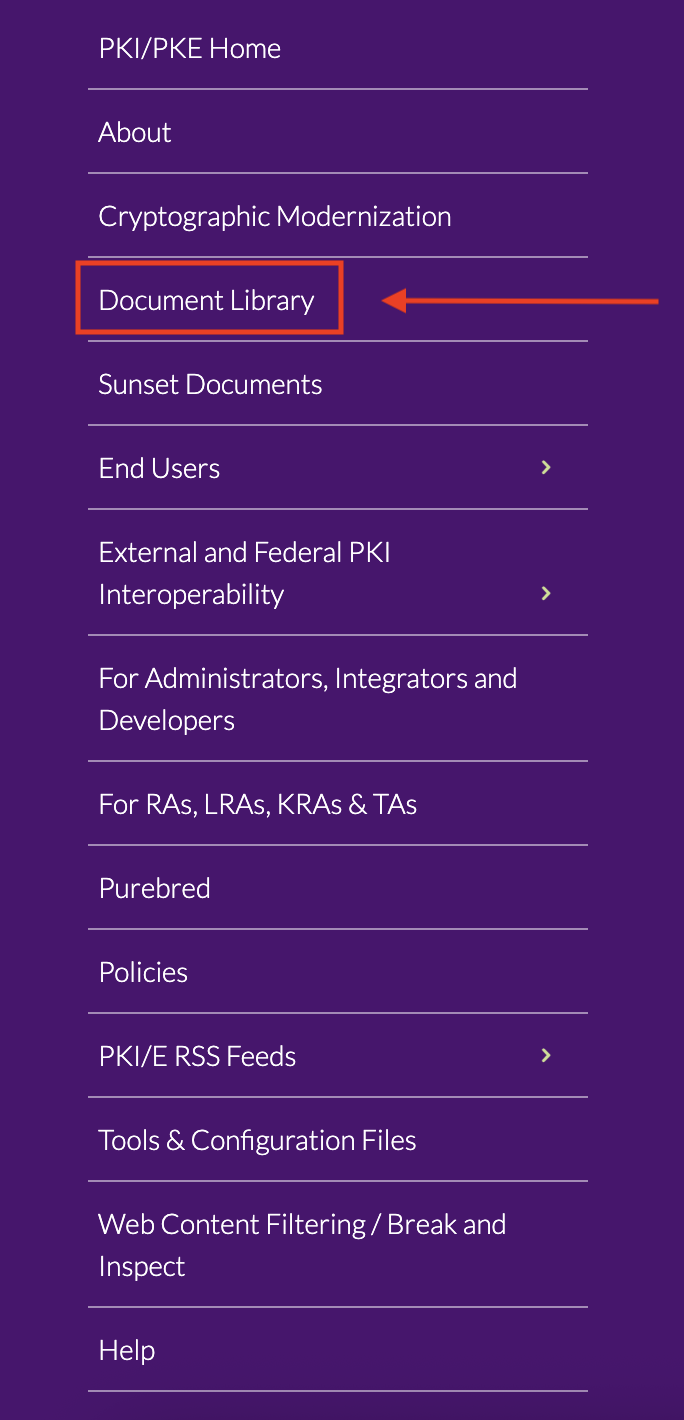 PKI/PKE Home
About
Cryptographic Modernization
Document Library
Sunset Documents
End Users
External and Federal PKI
Interoperability
For Administrators, Integrators and
Developers
For RAs, LRAs, KRAs & TAs
Purebred
Policies
PKI/E RSS Feeds
Tools & Configuration Files
Web Content Filtering / Break and
Inspect
Help